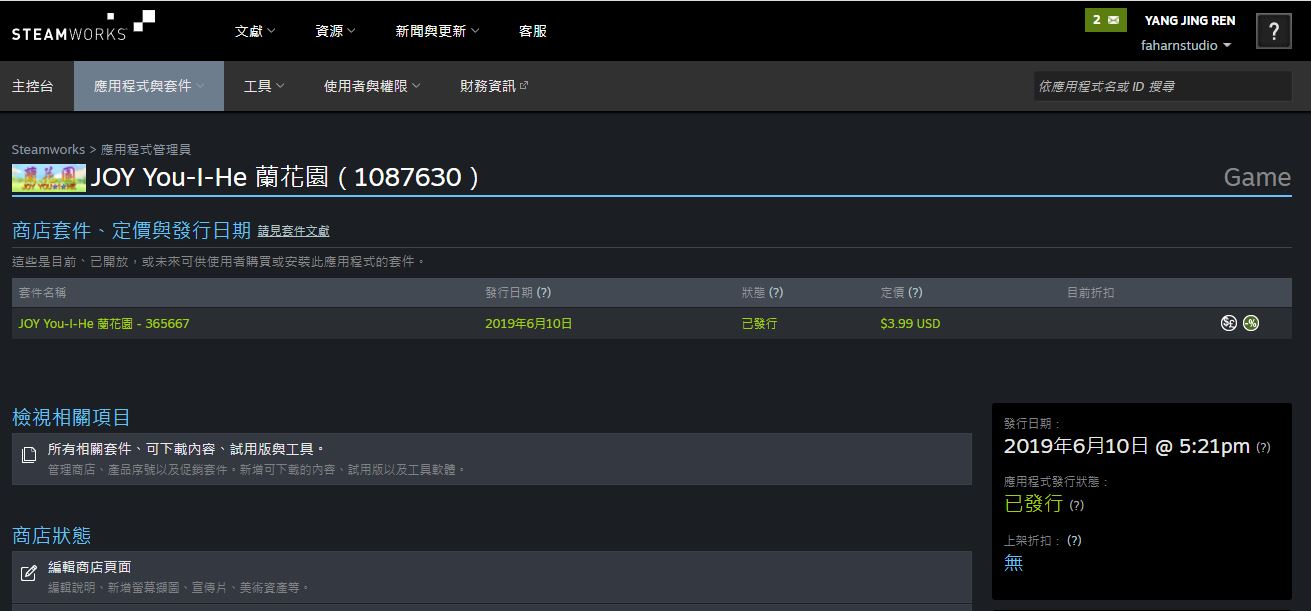 STEAMWORKS 文獻 資源 新聞與更新 客服 2 YANG JING REN ?
faharnstudio
主控台 應用程式與套件 工具 使用者與權限 財務資訊 依應用程式名或 ID 搜尋
Steamworks > 應用程式管理員
蘭花園 JOY You-I-He 蘭花園 ( 1087630 ) Game
商店套件、定價與發行日期 請見套件文獻
這些是目前、已開放，或未來可供使用者購買或安裝此應用程式的套件。
套件名稱 發行日期 (?) 狀態 (?) 定價 (?) 目前折扣
JOY You-I-He 蘭花園 - 365667 2019年6月10日 已發行 $3.99 USD -%
檢視相關項目
所有相關套件、可下載內容、試用版與工具。
管理商店、產品序號以及促銷套件。新增可下載的內容、試用版以及工具軟體。
商店狀態
編輯商店頁面
編輯說明、新增螢幕擷圖、宣傳片、美術資產等。
發行日期：
2019年6月10日 @ 5:21pm (?)
應用程式發行狀態：
已發行 (?)
上架折扣： (?)
無